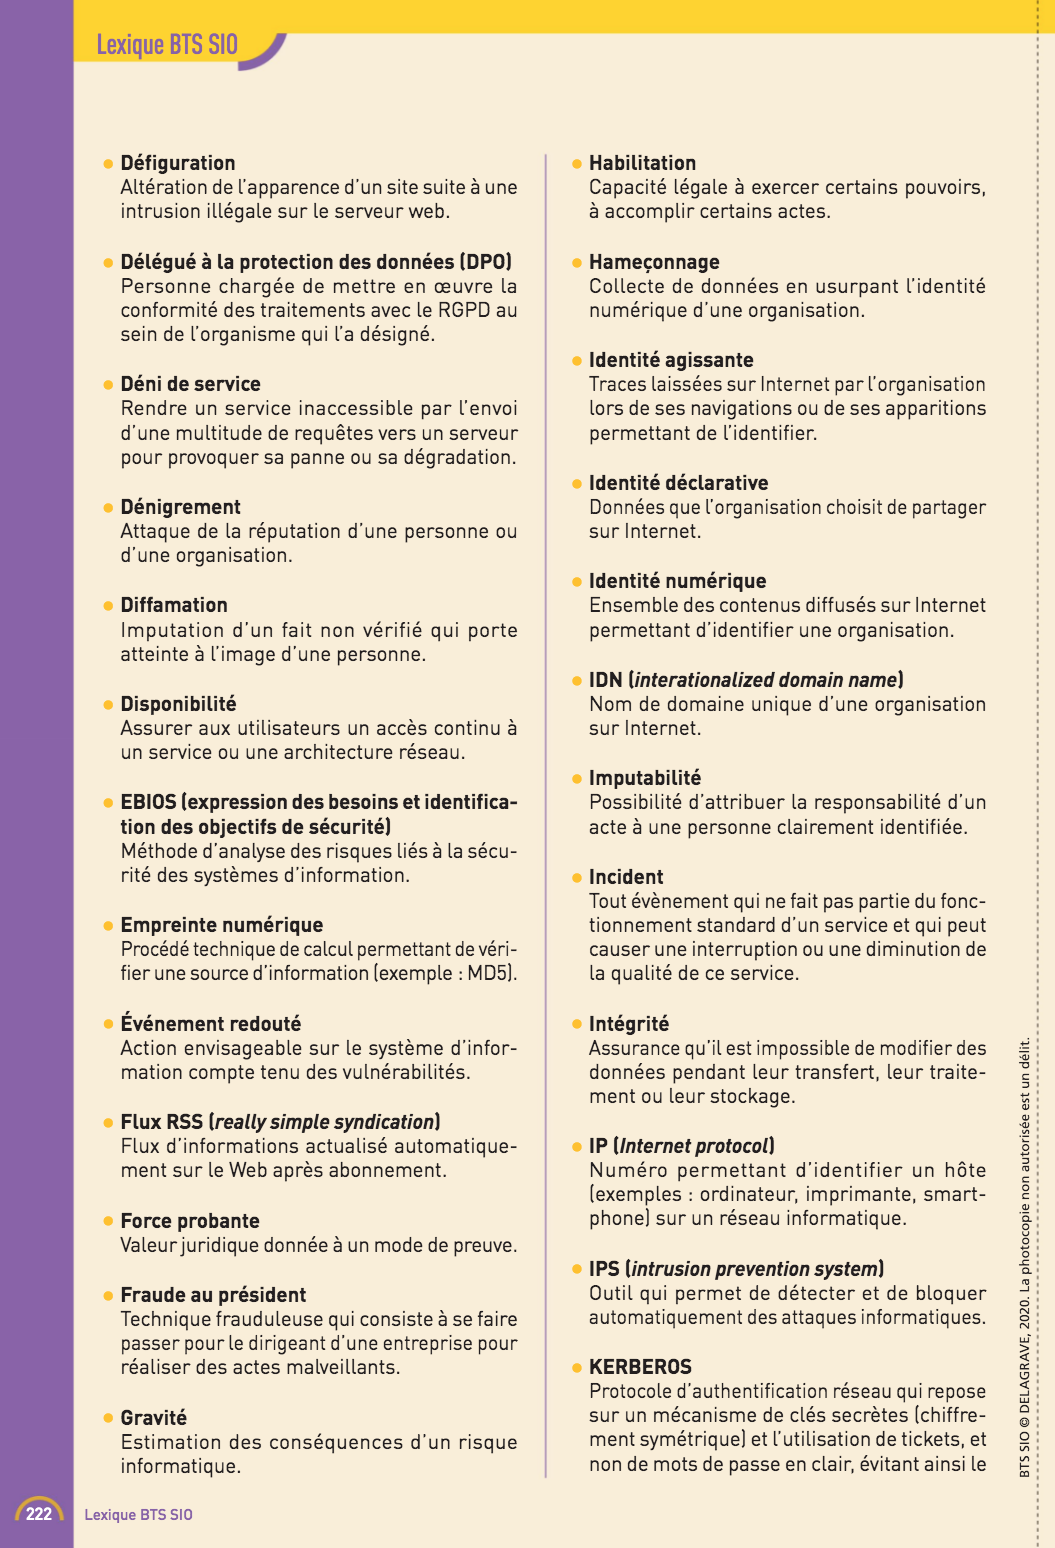 Lexique BTS SIO
Défiguration
Altération de l'apparence d'un site suite à une
intrusion illégale sur le serveur web.
Délégué à la protection des données (DPO)
Personne chargée de mettre en œuvre la
conformité des traitements avec le RGPD au
sein de l'organisme qui l'a désigné.
Déni de service
Rendre un service inaccessible par l'envoi
d'une multitude de requêtes vers un serveur
pour provoquer sa panne ou sa dégradation.
Dénigrement
Attaque de la réputation d'une personne ou
d'une organisation.
Diffamation
Imputation d'un fait non vérifié qui porte
atteinte à l'image d'une personne.
Disponibilité
Assurer aux utilisateurs un accès continu à
un service ou une architecture réseau.
EBIOS (expression des besoins et identifica-
tion des objectifs de sécurité)
Méthode d'analyse des risques liés à la sécu-
rité des systèmes d'information.
Empreinte numérique
Procédé technique de calcul permettant de véri-
fier une source d'information (exemple : MD5).
Événement redouté
Action envisageable sur le système d'infor-
mation compte tenu des vulnérabilités.
Flux RSS (really simple syndication)
Flux d'informations actualisé automatique-
ment sur le Web après abonnement.
Force probante
Valeur juridique donnée à un mode de preuve.
Fraude au président
Technique frauduleuse qui consiste à se faire
passer pour le dirigeant d'une entreprise pour
réaliser des actes malveillants.
Gravité
Estimation des conséquences d'un risque
informatique.
Habilitation
Capacité légale à exercer certains pouvoirs,
à accomplir certains actes.
Hameçonnage
Collecte de données en usurpant l'identité
numérique d'une organisation.
Identité agissante
Traces laissées sur Internet par l'organisation
lors de ses navigations ou de ses apparitions
permettant de l'identifier.
Identité déclarative
Données que l'organisation choisit de partager
sur Internet.
Identité numérique
Ensemble des contenus diffusés sur Internet
permettant d'identifier une organisation.
IDN (interationalized domain name)
Nom de domaine unique d'une organisation
sur Internet.
Imputabilité
Possibilité d'attribuer la responsabilité d'un
acte à une personne clairement identifiée.
Incident
Tout évènement qui ne fait pas partie du fonc-
tionnement standard d'un service et qui peut
causer une interruption ou une diminution de
la qualité de ce service.
Intégrité
Assurance qu'il est impossible de modifier des
données pendant leur transfert, leur traite-
ment ou leur stockage.
IP (Internet protocol)
Numéro permettant d'identifier un hôte
(exemples : ordinateur, imprimante, smart-
phone) sur un réseau informatique.
IPS (intrusion prevention system)
Outil qui permet de détecter et de bloquer
automatiquement des attaques informatiques.
KERBEROS
Protocole d'authentification réseau qui repose
sur un mécanisme de clés secrètes (chiffre-
ment symétrique) et l'utilisation de tickets, et
non de mots de passe en clair, évitant ainsi le
BTS SIO © DELAGRAVE, 2020. La photocopie non autorisée est un délit.
222
Lexique BTS SIO